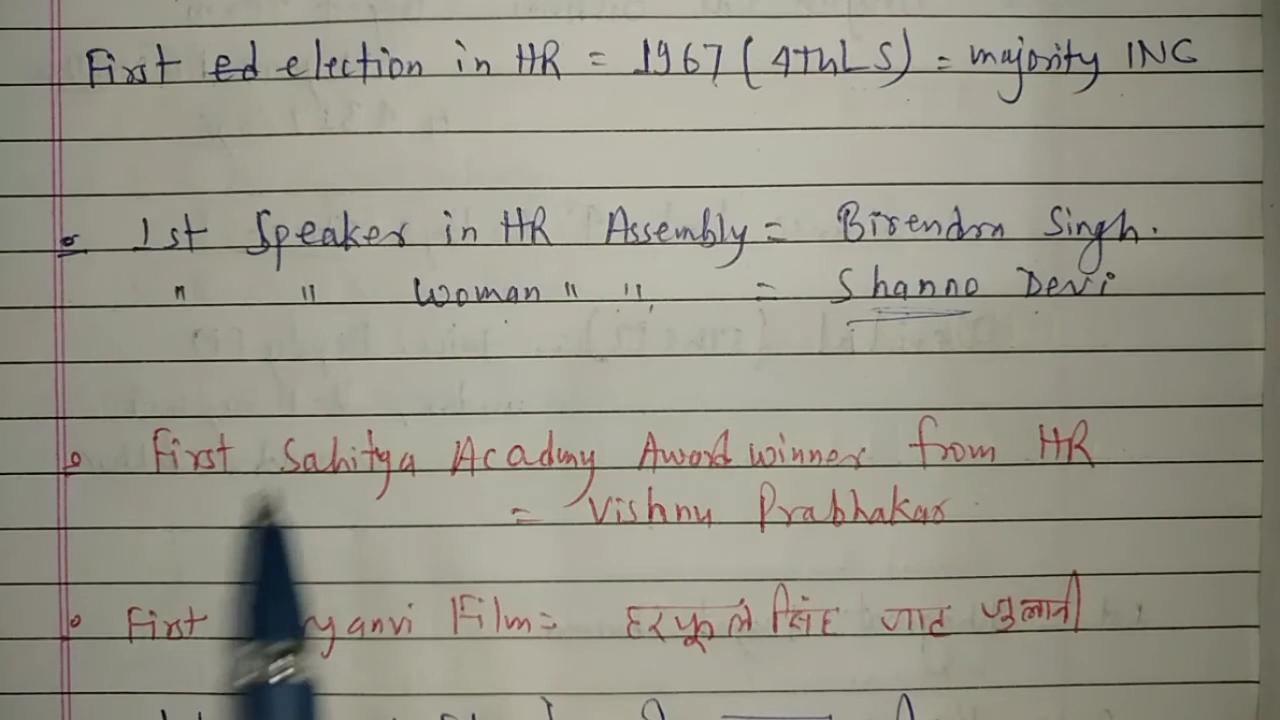 First ed election in HR = 1967 (4th LS) = majority INC
1st Speaker in HR Assembly = Birendra Singh.
" " Woman " " = Shanno Devi
First Sahitya Acadmy Award winner from HR
= Vishnu Prabhakar
First yanvi Film = हरफूल सिंह जाट जुलानी